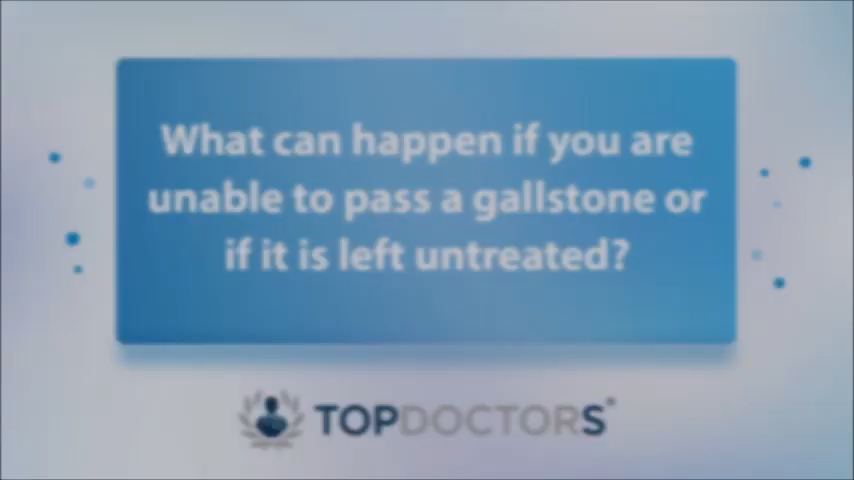 What can happen if you are
unable to pass a gallstone or
if it is left untreated?
TOPDOCTORS